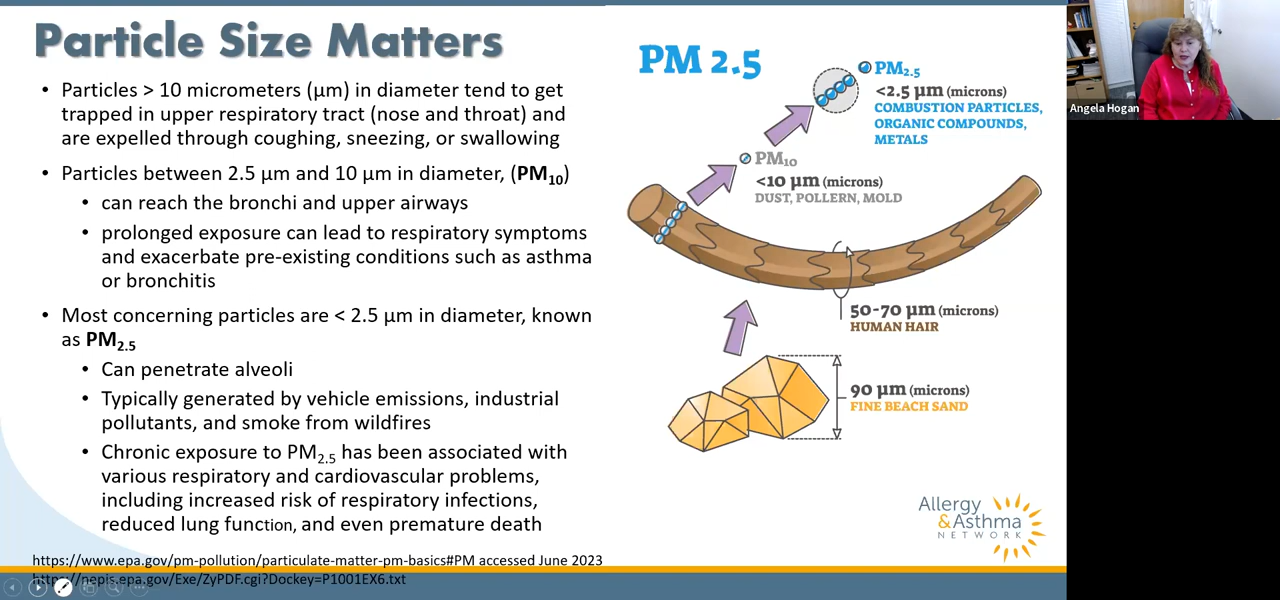 Particle Size Matters
• Particles > 10 micrometers (µm) in diameter tend to get
trapped in upper respiratory tract (nose and throat) and
are expelled through coughing, sneezing, or swallowing
• Particles between 2.5 µm and 10 µm in diameter, (PM10)
• can reach the bronchi and upper airways
• prolonged exposure can lead to respiratory symptoms
and exacerbate pre-existing conditions such as asthma
or bronchitis
• Most concerning particles are < 2.5 µm in diameter, known
as PM2.5
• Can penetrate alveoli
• Typically generated by vehicle emissions, industrial
pollutants, and smoke from wildfires
• Chronic exposure to PM2.5 has been associated with
various respiratory and cardiovascular problems,
including increased risk of respiratory infections,
reduced lung function, and even premature death
https://www.epa.gov/pm-pollution/particulate-matter-pm-basics#PM accessed June 2023
https://nepis.epa.gov/Exe/ZyPDF.cgi?Dockey=P1001EX6.txt
PM 2.5
PM2.5
<2.5 µm (microns)
COMBUSTION PARTICLES,
ORGANIC COMPOUNDS,
METALS
PM10
<10 µm (microns)
DUST, POLLERN, MOLD
50-70 µm (microns)
HUMAN HAIR
90 µm (microns)
FINE BEACH SAND
Allergy
&Asthma
NETWORK
Angela Hogan